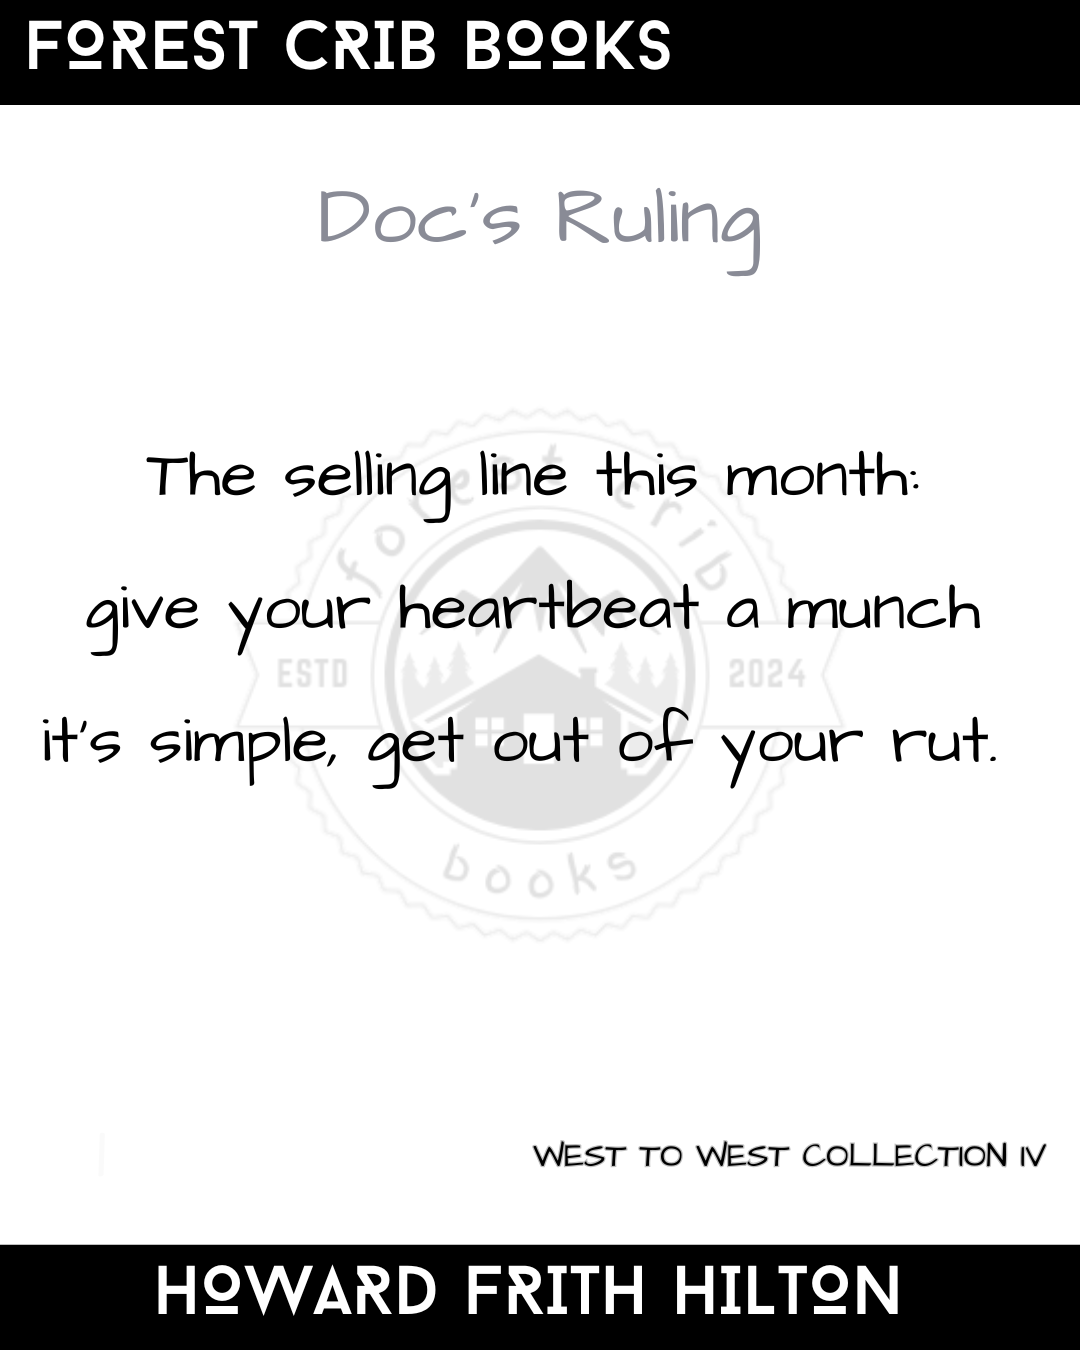 FOREST CRIB BOOKS
Doc's Ruling
forest crib
The selling line this month:
give your heartbeat a munch
ESTD 2024
it's simple, get out of your rut.
books
WEST TO WEST COLLECTION IV
HOWARD FRITH HILTON